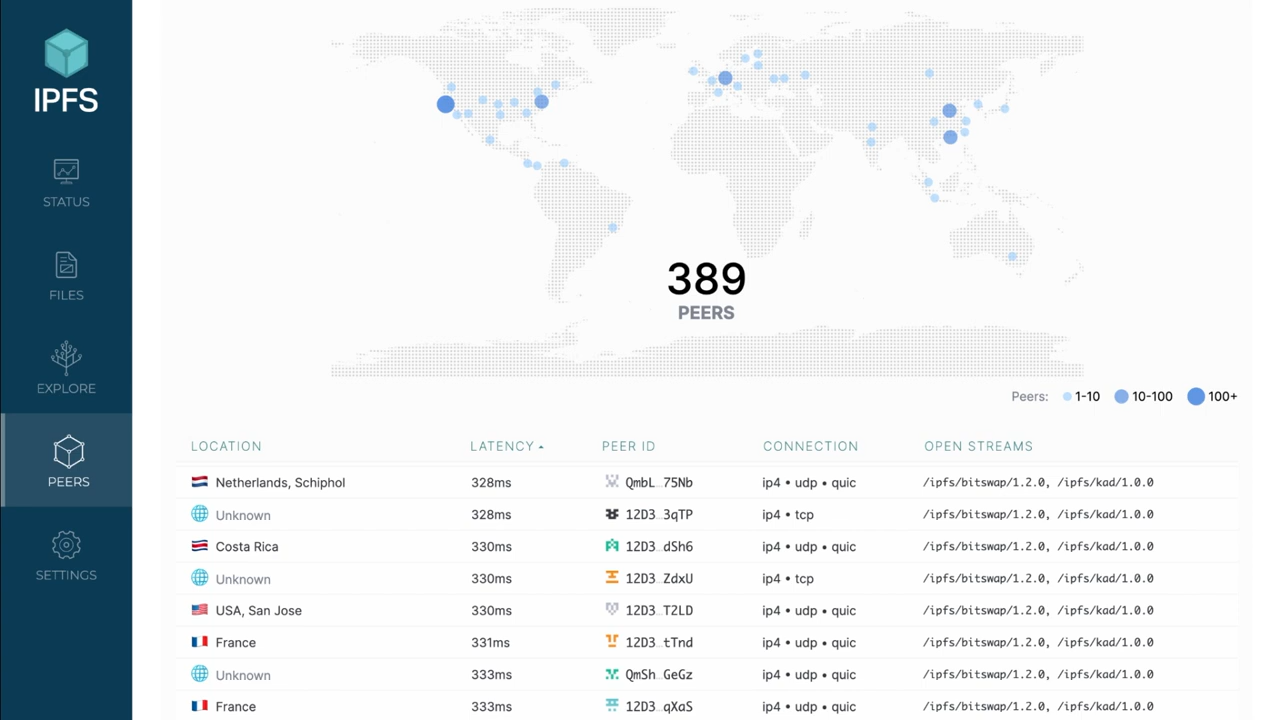 IPFS
STATUS
FILES
EXPLORE
PEERS
SETTINGS
389
PEERS
Peers: 1-10 10-100 100+
LOCATION LATENCY PEER ID CONNECTION OPEN STREAMS
Netherlands, Schiphol 328ms QmbL…75Nb ip4 • udp • quic /ipfs/bitswap/1.2.0, /ipfs/kad/1.0.0
Unknown 328ms 12D3…3qTP ip4 • tcp /ipfs/bitswap/1.2.0, /ipfs/kad/1.0.0
Costa Rica 330ms 12D3…dSh6 ip4 • udp • quic /ipfs/bitswap/1.2.0, /ipfs/kad/1.0.0
Unknown 330ms 12D3…ZdxU ip4 • tcp /ipfs/bitswap/1.2.0, /ipfs/kad/1.0.0
USA, San Jose 330ms 12D3…T2LD ip4 • udp • quic /ipfs/bitswap/1.2.0, /ipfs/kad/1.0.0
France 331ms 12D3…tTnd ip4 • udp • quic /ipfs/bitswap/1.2.0, /ipfs/kad/1.0.0
Unknown 333ms QmSh…GeGz ip4 • udp • quic /ipfs/bitswap/1.2.0, /ipfs/kad/1.0.0
France 333ms 12D3…qXaS ip4 • udp • quic /ipfs/bitswap/1.2.0, /ipfs/kad/1.0.0